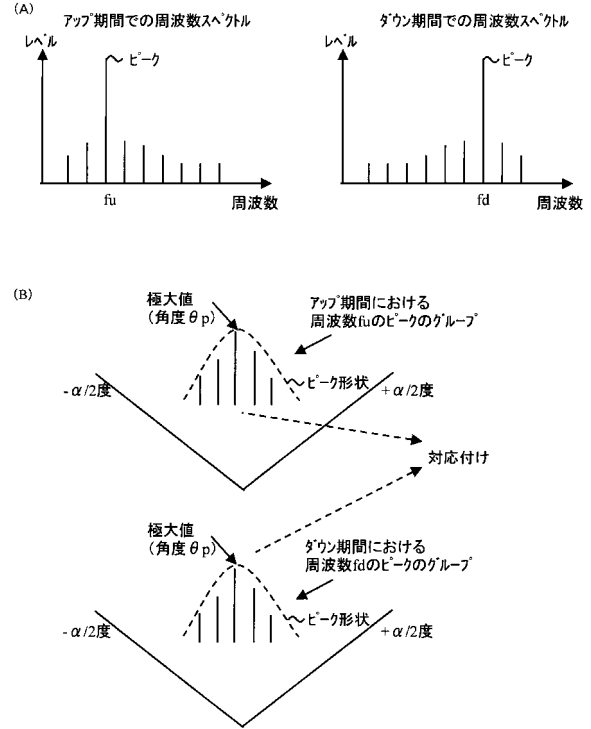 (A)
アップ期間での周波数スペクトル
レベル
ピーク
fu
周波数
ダウン期間での周波数スペクトル
レベル
ピーク
fd
周波数
(B)
極大値
(角度θp)
アップ期間における
周波数fuのピークのグループ
ピーク形状
-α/2度
+α/2度
対応付け
極大値
(角度θp)
ダウン期間における
周波数fdのピークのグループ
ピーク形状
-α/2度
+α/2度